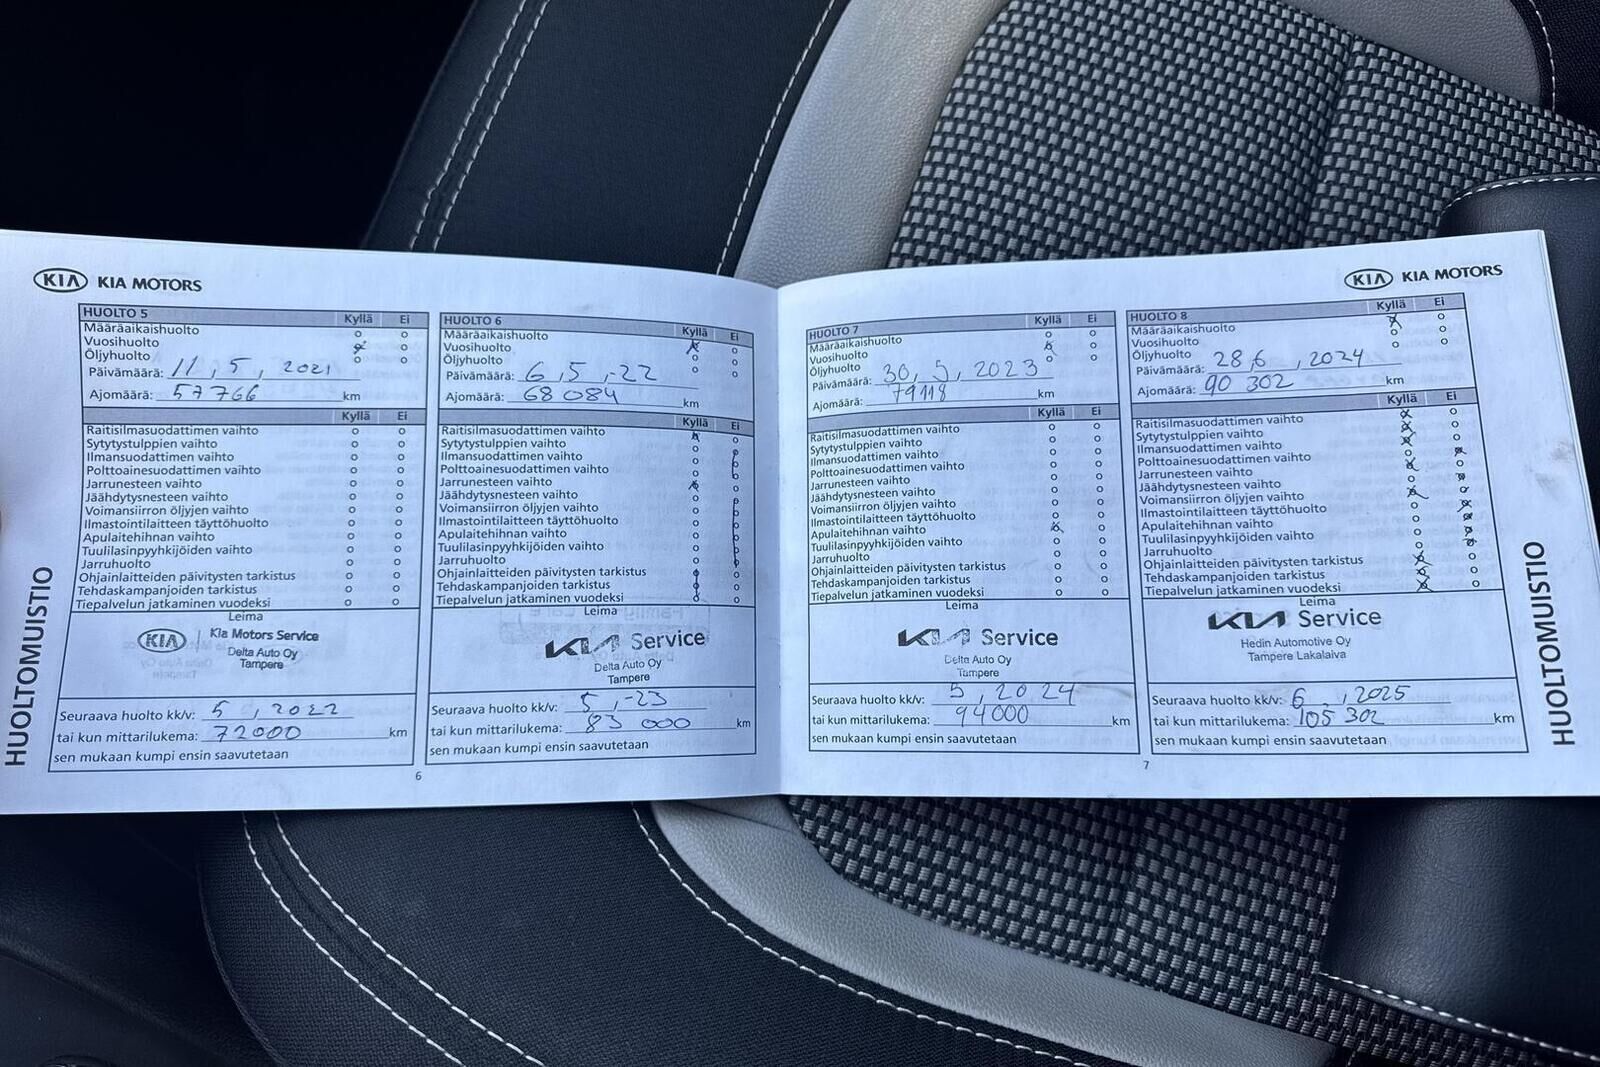 KIA KIA MOTORS
HUOLTO 5 Kyllä Ei
Määräaikaishuolto
Vuosihuolto
Öljyhuolto
Päivämäärä: 11, 5, 2021
Ajomäärä: 57766 km
Kyllä Ei
Raitisilmasuodattimen vaihto
Sytytystulppien vaihto
Ilmansuodattimen vaihto
Polttoainesuodattimen vaihto
Jarrunesteen vaihto
Jäähdytysnesteen vaihto
Voimansiirron öljyjen vaihto
Ilmastointilaitteen täyttöhuolto
Apulaitehihnan vaihto
Tuulilasinpyyhkijöiden vaihto
Jarruhuolto
Ohjainlaitteiden päivitysten tarkistus
Tehdaskampanjoiden tarkistus
Tiepalvelun jatkaminen vuodeksi
Leima
KIA Kia Motors Service
Delta Auto Oy
Tampere
Seuraava huolto kk/v: 5, 2022
tai kun mittarilukema: 72000 km
sen mukaan kumpi ensin saavutetaan
HUOLTO 6 Kyllä Ei
Määräaikaishuolto
Vuosihuolto
Öljyhuolto
Päivämäärä: 6, 5, -22
Ajomäärä: 68084 km
Kyllä Ei
Raitisilmasuodattimen vaihto
Sytytystulppien vaihto
Ilmansuodattimen vaihto
Polttoainesuodattimen vaihto
Jarrunesteen vaihto
Jäähdytysnesteen vaihto
Voimansiirron öljyjen vaihto
Ilmastointilaitteen täyttöhuolto
Apulaitehihnan vaihto
Tuulilasinpyyhkijöiden vaihto
Jarruhuolto
Ohjainlaitteiden päivitysten tarkistus
Tehdaskampanjoiden tarkistus
Tiepalvelun jatkaminen vuodeksi
Leima
KIA Service
Delta Auto Oy
Tampere
Seuraava huolto kk/v: 5, -23
tai kun mittarilukema: 83 000 km
sen mukaan kumpi ensin saavutetaan
HUOLTOMUISTIO
6
KIA KIA MOTORS
HUOLTO 7 Kyllä Ei
Määräaikaishuolto
Vuosihuolto
Öljyhuolto
Päivämäärä: 30, 5, 2023
Ajomäärä: 79118 km
Kyllä Ei
Raitisilmasuodattimen vaihto
Sytytystulppien vaihto
Ilmansuodattimen vaihto
Polttoainesuodattimen vaihto
Jarrunesteen vaihto
Jäähdytysnesteen vaihto
Voimansiirron öljyjen vaihto
Ilmastointilaitteen täyttöhuolto
Apulaitehihnan vaihto
Tuulilasinpyyhkijöiden vaihto
Jarruhuolto
Ohjainlaitteiden päivitysten tarkistus
Tehdaskampanjoiden tarkistus
Tiepalvelun jatkaminen vuodeksi
Leima
KIA Service
Delta Auto Oy
Tampere
Seuraava huolto kk/v: 5, 2024
tai kun mittarilukema: 94000 km
sen mukaan kumpi ensin saavutetaan
HUOLTO 8 Kyllä Ei
Määräaikaishuolto
Vuosihuolto
Öljyhuolto
Päivämäärä: 28,6, 2024
Ajomäärä: 90 302 km
Kyllä Ei
Raitisilmasuodattimen vaihto
Sytytystulppien vaihto
Ilmansuodattimen vaihto
Polttoainesuodattimen vaihto
Jarrunesteen vaihto
Jäähdytysnesteen vaihto
Voimansiirron öljyjen vaihto
Ilmastointilaitteen täyttöhuolto
Apulaitehihnan vaihto
Tuulilasinpyyhkijöiden vaihto
Jarruhuolto
Ohjainlaitteiden päivitysten tarkistus
Tehdaskampanjoiden tarkistus
Tiepalvelun jatkaminen vuodeksi
Leima
KIA Service
Hedin Automotive Oy
Tampere Lakalaiva
Seuraava huolto kk/v: 6, 2025
tai kun mittarilukema: 105 302 km
sen mukaan kumpi ensin saavutetaan
7
HUOLTOMUISTIO